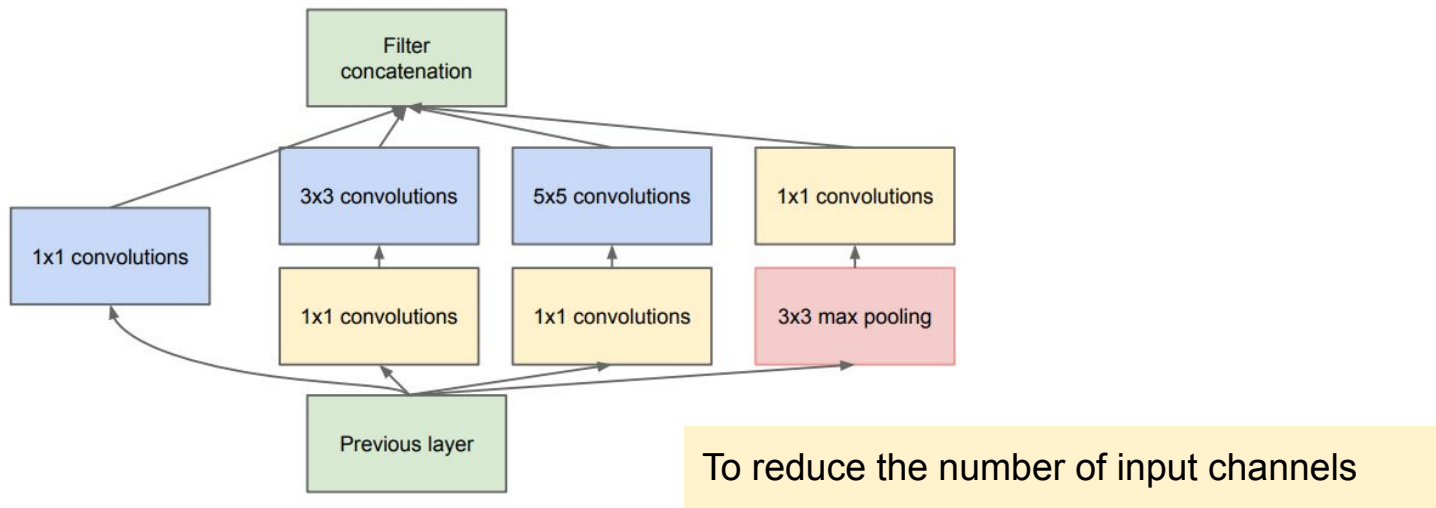 Filter
concatenation
3x3 convolutions
5x5 convolutions
1x1 convolutions
1x1 convolutions
1x1 convolutions
1x1 convolutions
3x3 max pooling
Previous layer
To reduce the number of input channels